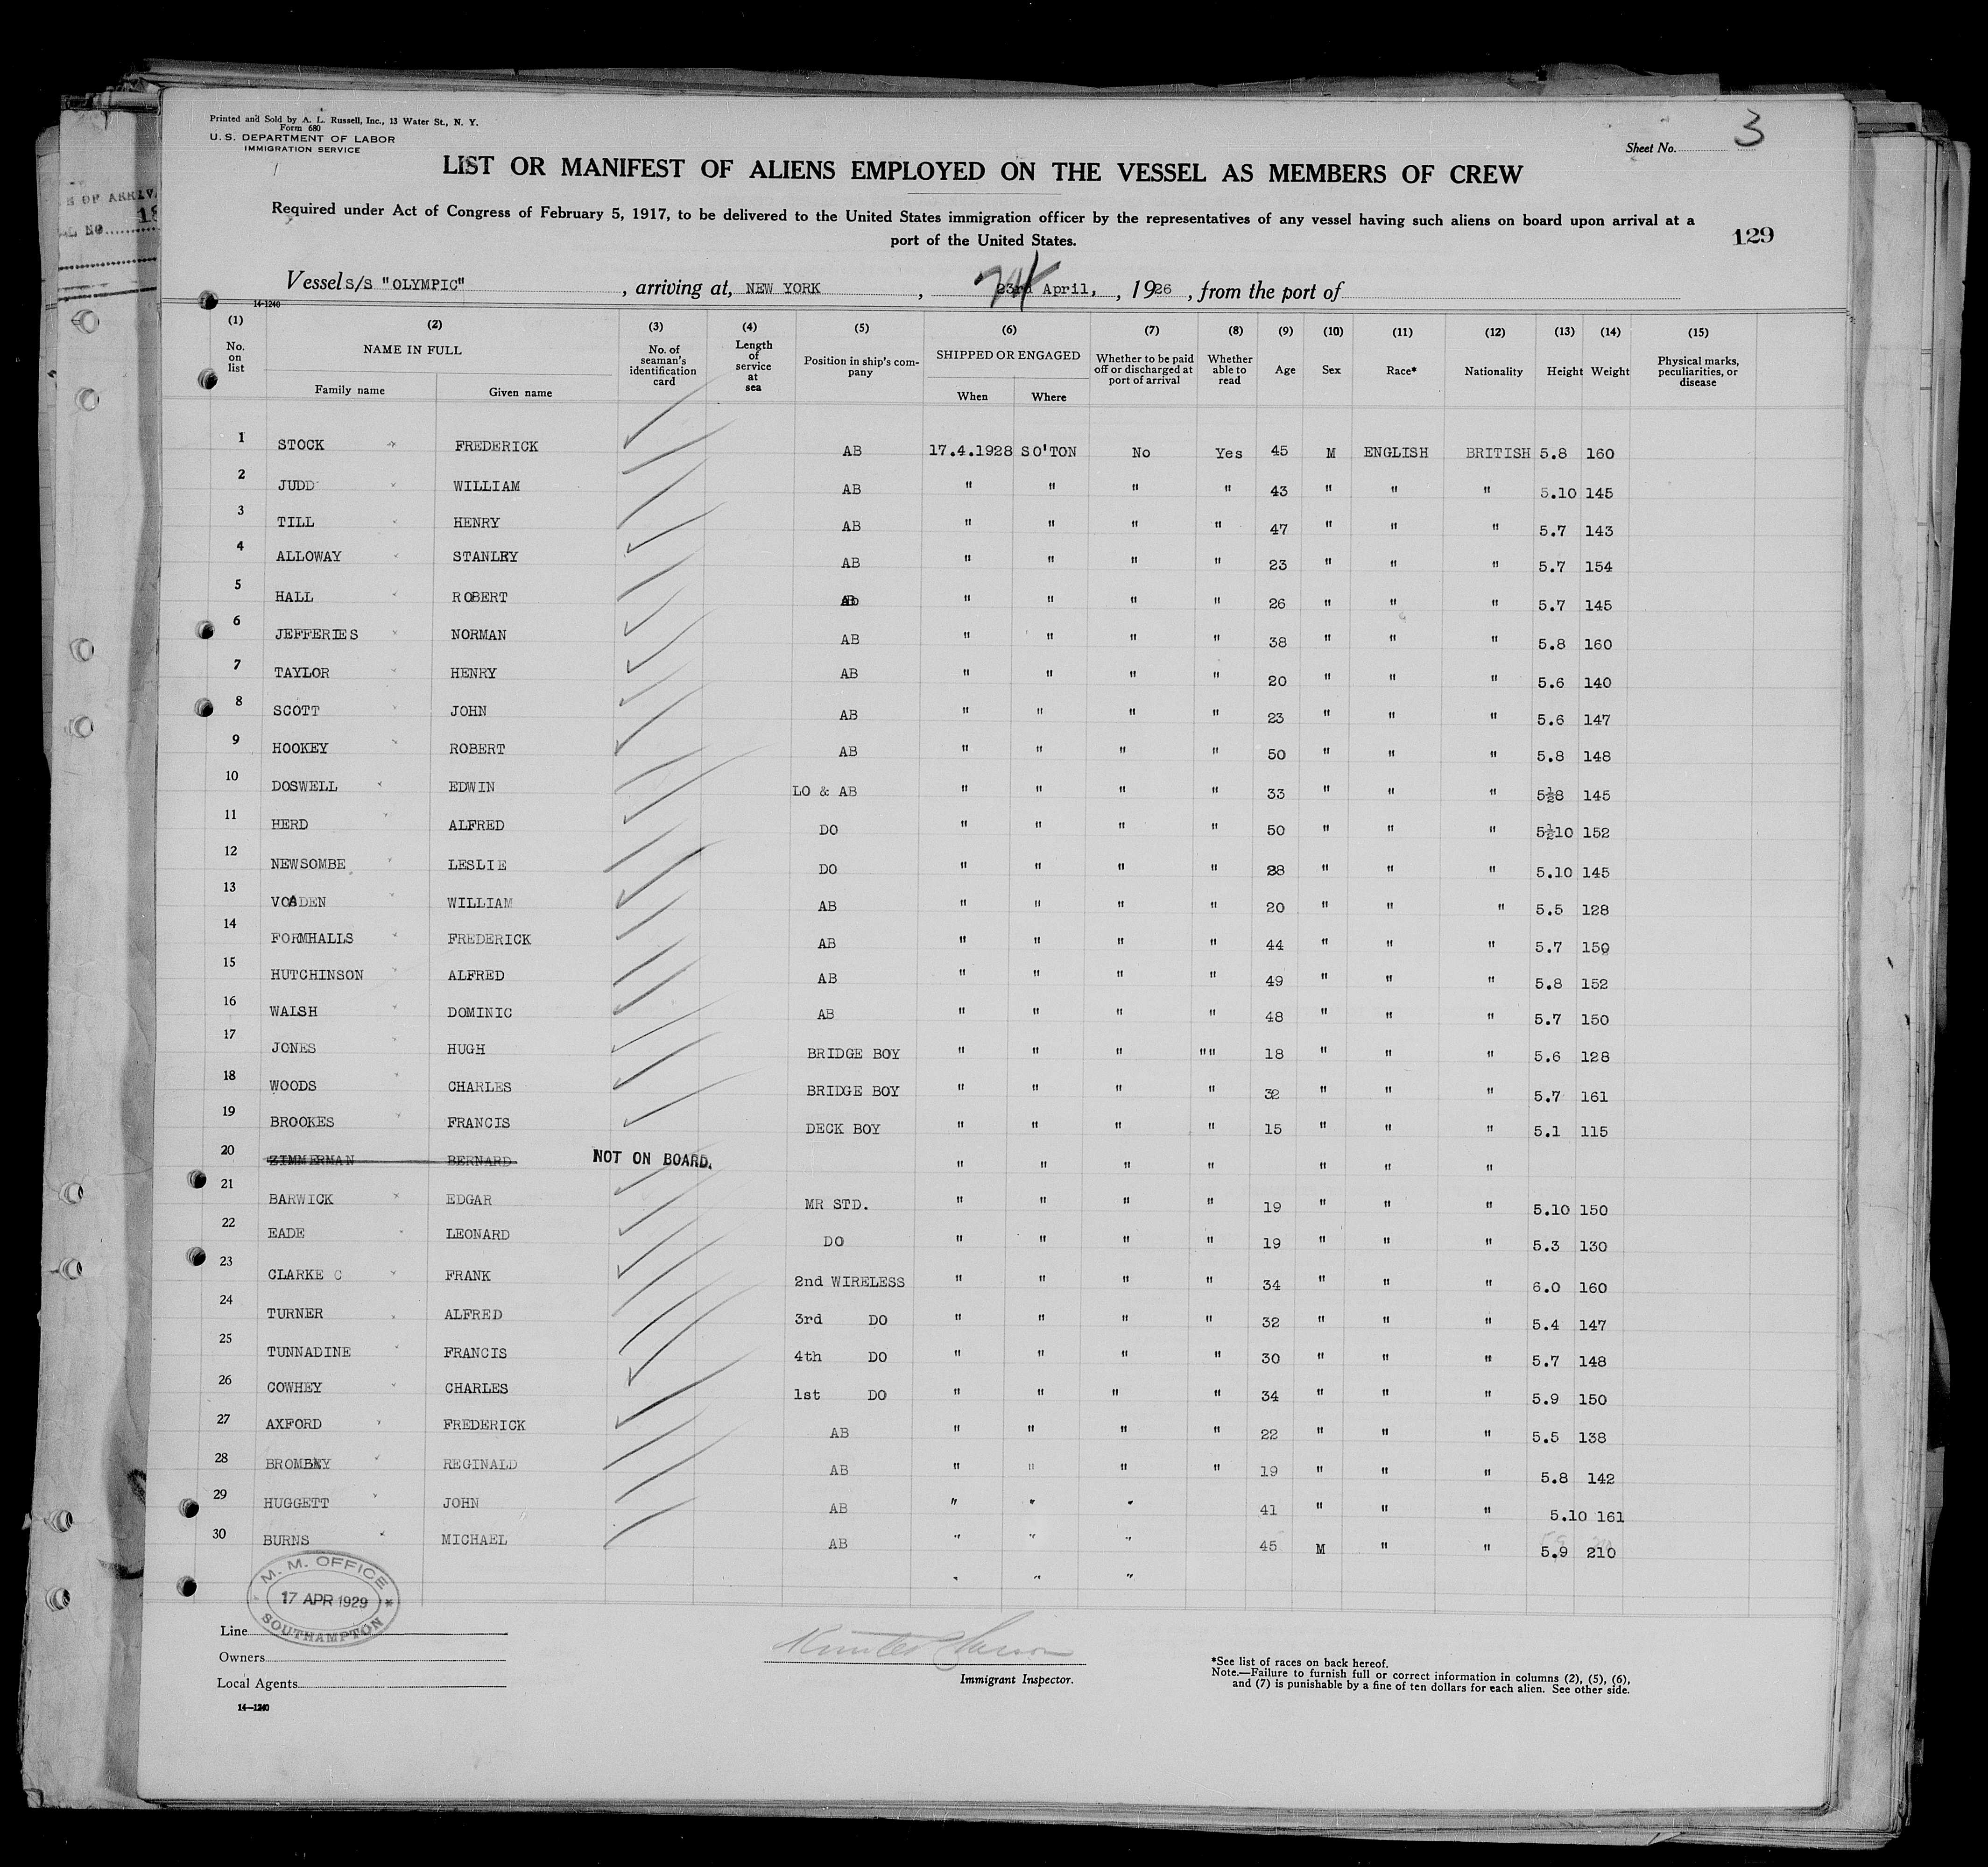 Printed and Sold by A. L. Russell, Inc., 13 Water St., N. Y.
Form 680
U. S. DEPARTMENT OF LABOR
IMMIGRATION SERVICE
Sheet No. 3
LIST OR MANIFEST OF ALIENS EMPLOYED ON THE VESSEL AS MEMBERS OF CREW
Required under Act of Congress of February 5, 1917, to be delivered to the United States immigration officer by the representatives of any vessel having such aliens on board upon arrival at a
port of the United States.
129
Vessel S/S "OLYMPIC" , arriving at, NEW YORK , 23rd April, , 1926 , from the port of
14-1240
(1) (2) (3) (4) (5) (6) (7) (8) (9) (10) (11) (12) (13) (14) (15)
No. on list NAME IN FULL No. of seaman's identification card Length of service at sea Position in ship's company SHIPPED OR ENGAGED Whether to be paid off or discharged at port of arrival Whether able to read Age Sex Race* Nationality Height Weight Physical marks, peculiarities, or disease
Family name Given name When Where
1 STOCK FREDERICK AB 17.4.1928 SO'TON No Yes 45 M ENGLISH BRITISH 5.8 160
2 JUDD WILLIAM AB " " " " 43 " " " 5.10 145
3 TILL HENRY AB " " " " 47 " " " 5.7 143
4 ALLOWAY STANLEY AB " " " " 23 " " " 5.7 154
5 HALL ROBERT AB " " " " 26 " " " 5.7 145
6 JEFFERIES NORMAN AB " " " " 38 " " " 5.8 160
7 TAYLOR HENRY AB " " " " 20 " " " 5.6 140
8 SCOTT JOHN AB " " " " 23 " " " 5.6 147
9 HOOKEY ROBERT AB " " " " 50 " " " 5.8 148
10 DOSWELL EDWIN LO & AB " " " " 33 " " " 5½8 145
11 HERD ALFRED DO " " " " 50 " " " 5½10 152
12 NEWSOMBE LESLIE DO " " " " 28 " " " 5.10 145
13 VOADEN WILLIAM AB " " " " 20 " " " 5.5 128
14 FORMHALLS FREDERICK AB " " " " 44 " " " 5.7 150
15 HUTCHINSON ALFRED AB " " " " 49 " " " 5.8 152
16 WALSH DOMINIC AB " " " " 48 " " " 5.7 150
17 JONES HUGH BRIDGE BOY " " " "" 18 " " " 5.6 128
18 WOODS CHARLES BRIDGE BOY " " " " 32 " " " 5.7 161
19 BROOKES FRANCIS DECK BOY " " " " 15 " " " 5.1 115
20 ZIMMERMAN BERNARD NOT ON BOARD. " " " " " " "
21 BARWICK EDGAR MR STD. " " " " 19 " " " 5.10 150
22 EADE LEONARD DO " " " " 19 " " " 5.3 130
23 CLARKE C FRANK 2nd WIRELESS " " " " 34 " " " 6.0 160
24 TURNER ALFRED 3rd DO " " " " 32 " " " 5.4 147
25 TUNNADINE FRANCIS 4th DO " " " " 30 " " " 5.7 148
26 COWHEY CHARLES 1st DO " " " " 34 " " " 5.9 150
27 AXFORD FREDERICK AB " " " " 22 " " " 5.5 138
28 REGINALD AB " " " " 19 " " " 5.8 142
29 HUGGETT JOHN AB " " " 41 " " " 5.10 161
30 BURNS MICHAEL AB " " " 45 M " " 5.9 210
" " "
M. M. OFFICE
17 APR 1929
SOUTHAMPTON
Line
Owners
Local Agents
14-1240
Immigrant Inspector.
*See list of races on back hereof.
Note.—Failure to furnish full or correct information in columns (2), (5), (6),
and (7) is punishable by a fine of ten dollars for each alien. See other side.